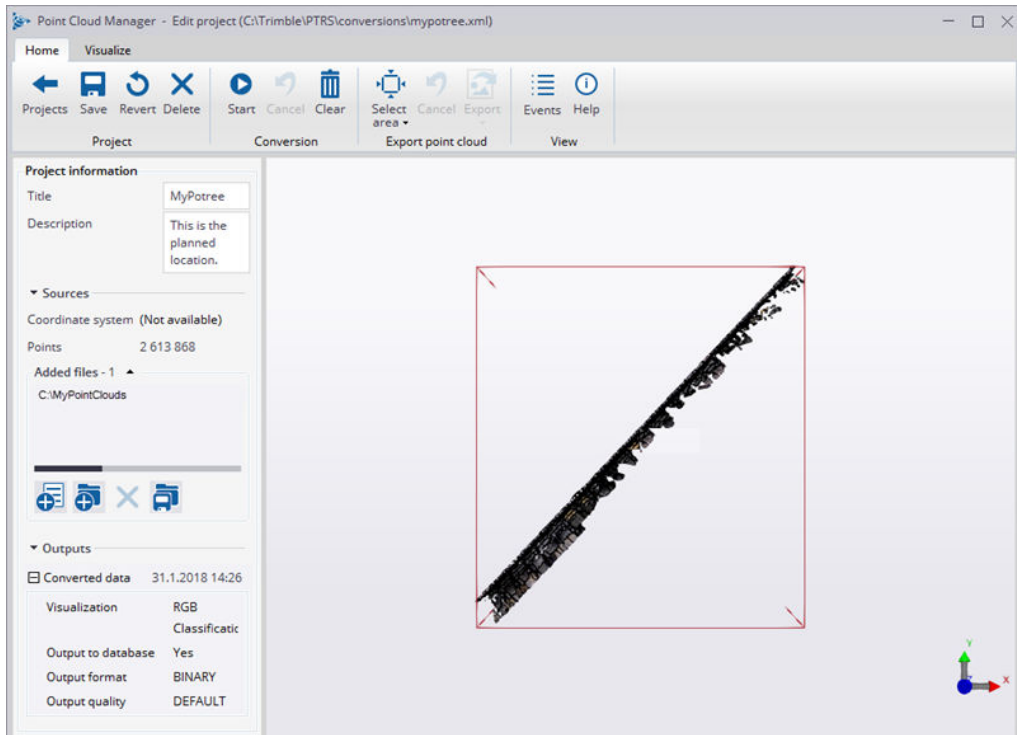 Point Cloud Manager - Edit project (C:\Trimble\PTRS\conversions\mypotree.xml)
Home Visualize
Projects Save Revert Delete Start Cancel Clear Select area Cancel Export Events Help
Project Conversion Export point cloud View
Project information
Title MyPotree
Description This is the
planned
location.
Sources
Coordinate system (Not available)
Points 2 613 868
Added files - 1
C:\MyPointClouds
Outputs
Converted data 31.1.2018 14:26
Visualization RGB
Classificatic
Output to database Yes
Output format BINARY
Output quality DEFAULT
Y
Z
X